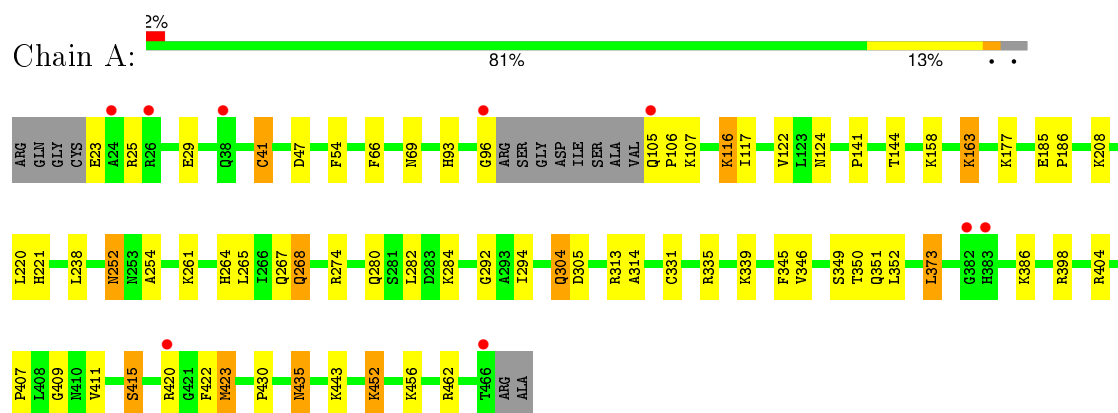 2%
Chain A:
81% 13% • •
ARG GLN GLY CYS E23 A24 R25 R26 E29 Q38 C41 D47 F54 F66 N69 H93 G96 ARG SER GLY ASP ILE SER ALA VAL Q105 P106 K107 K116 I117 V122 L123 N124 P141 T144 K158 K163 K177 E185 P186 K208
L220 H221 L238 N252 N253 A254 K261 H264 L265 I266 Q267 Q268 R274 Q280 S281 L282 D283 K284 G292 A293 I294 Q304 D305 R313 A314 C331 R335 K339 F345 V346 S349 T350 Q351 L352 L373 G382 H383 K386 R398 R404
P407 L408 G409 N410 V411 S415 R420 G421 F422 M423 P430 N435 K443 K452 K456 R462 T466 ARG ALA